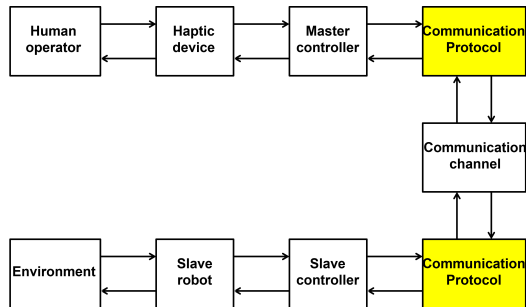 Human
operator
Haptic
device
Master
controller
Communication
Protocol
Communication
channel
Environment
Slave
robot
Slave
controller
Communication
Protocol